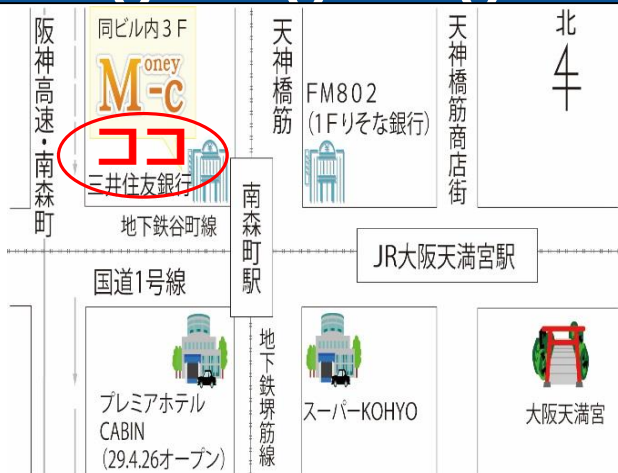 阪神高速・南森町
同ビル内3F
Money-c
ココ
三井住友銀行
地下鉄谷町線
国道1号線
南森町駅
天神橋筋
FM802
(1Fりそな銀行)
天神橋筋商店街
北
JR大阪天満宮駅
プレミアホテル
CABIN
(29.4.26オープン)
地下鉄堺筋線
スーパーKOHYO
大阪天満宮